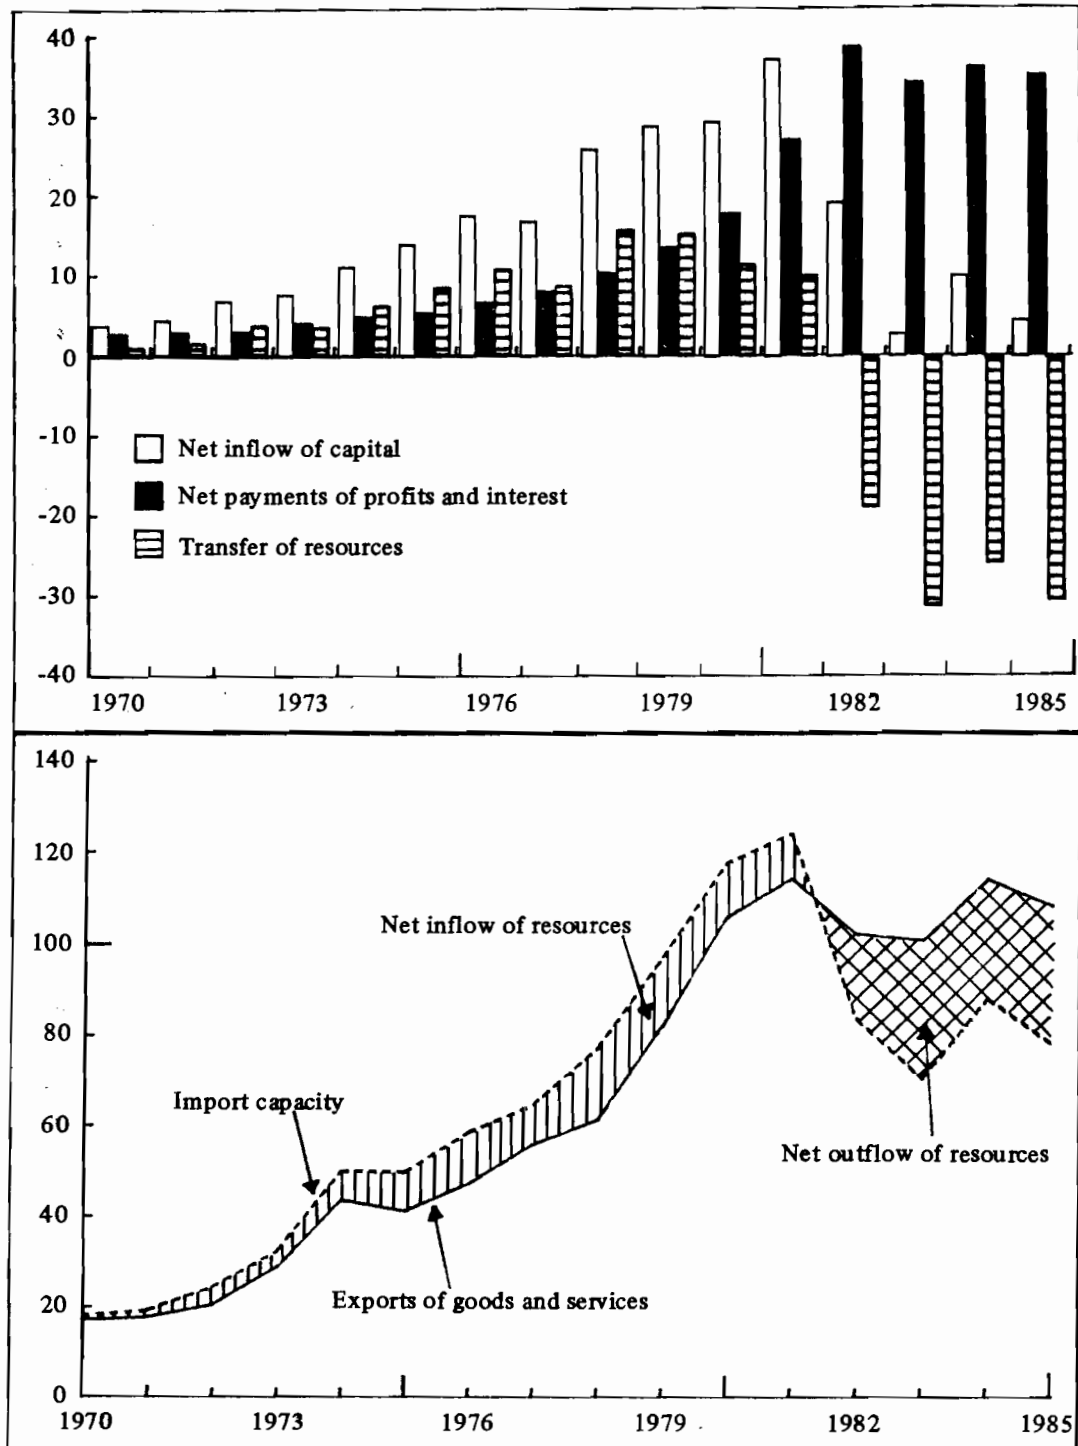 40
30
20
10
0
-10
-20
-30
-40
Net inflow of capital
Net payments of profits and interest
Transfer of resources
1970 1973 1976 1979 1982 1985
140
120
100
80
60
40
20
0
Net inflow of resources
Import capacity
Net outflow of resources
Exports of goods and services
1970 1973 1976 1979 1982 1985